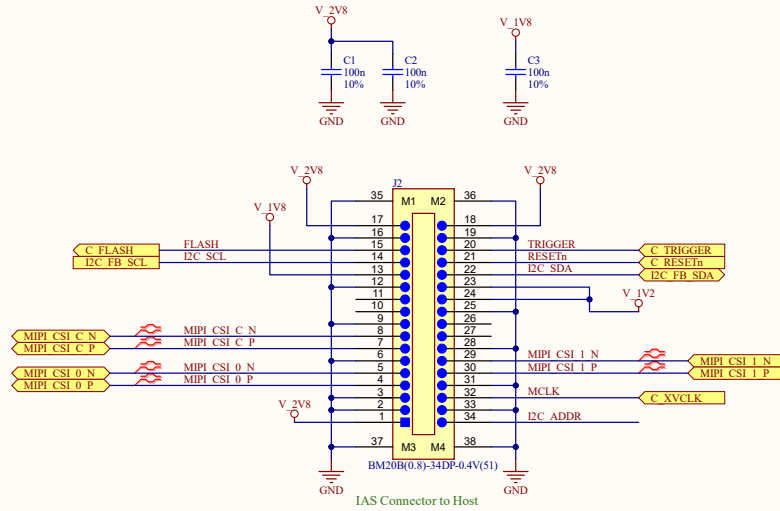 V_2V8
V_1V8
C1
100n
10%
C2
100n
10%
C3
100n
10%
GND
GND
GND
V_2V8
V_2V8
J2
V_1V8
35 M1 M2 36
17 18
16 19
C_FLASH FLASH 15 20 TRIGGER C_TRIGGER
I2C_FB_SCL I2C_SCL 14 21 RESETn C_RESETn
13 22 I2C_SDA I2C_FB_SDA
12 23
11 24 V_1V2
10 25
9 26
MIPI_CSI_C_N MIPI_CSI_C_N 8 27
MIPI_CSI_C_P MIPI_CSI_C_P 7 28
6 29 MIPI_CSI_1_N MIPI_CSI_1_N
MIPI_CSI_0_N MIPI_CSI_0_N 5 30 MIPI_CSI_1_P MIPI_CSI_1_P
MIPI_CSI_0_P MIPI_CSI_0_P 4 31
3 32 MCLK C_XVCLK
V_2V8 2 33
1 34 I2C_ADDR
37 M3 M4 38
BM20B(0.8)-34DP-0.4V(51)
GND GND
IAS Connector to Host